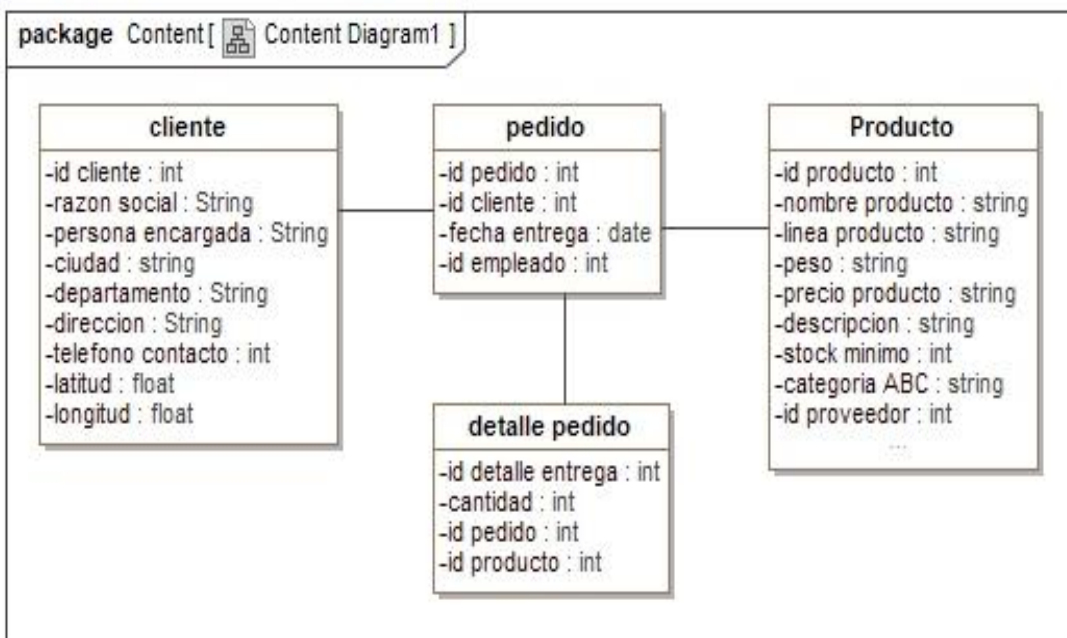 package Content [ Content Diagram1 ]
cliente
-id cliente : int
-razon social : String
-persona encargada : String
-ciudad : string
-departamento : String
-direccion : String
-telefono contacto : int
-latitud : float
-longitud : float
pedido
-id pedido : int
-id cliente : int
-fecha entrega : date
-id empleado : int
Producto
-id producto : int
-nombre producto : string
-linea producto : string
-peso : string
-precio producto : string
-descripcion : string
-stock minimo : int
-categoria ABC : string
-id proveedor : int
...
detalle pedido
-id detalle entrega : int
-cantidad : int
-id pedido : int
-id producto : int